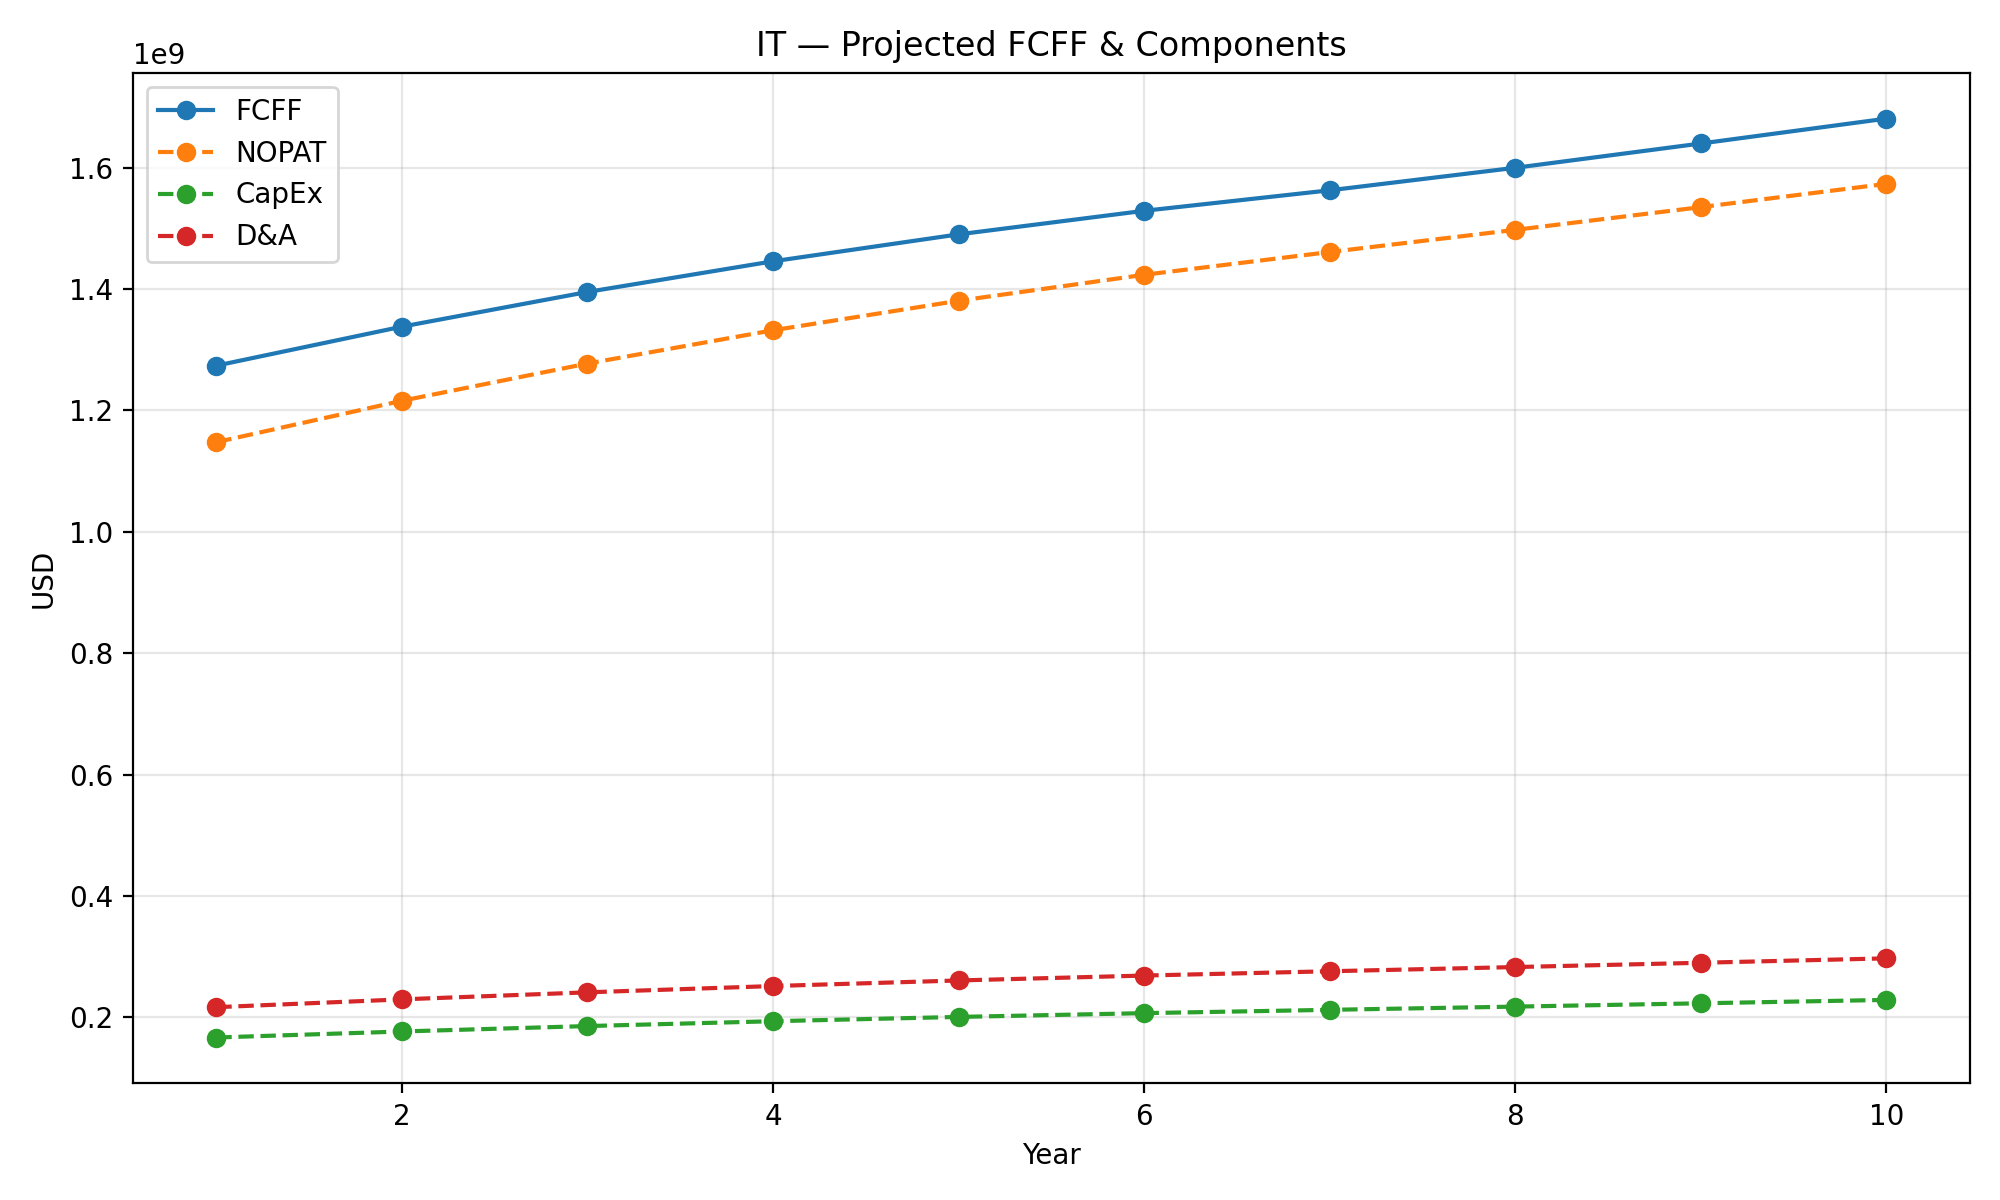 IT — Projected FCFF & Components
1e9
FCFF
NOPAT
CapEx
D&A
1.6
1.4
1.2
1.0
0.8
0.6
0.4
0.2
USD
2 4 6 8 10
Year